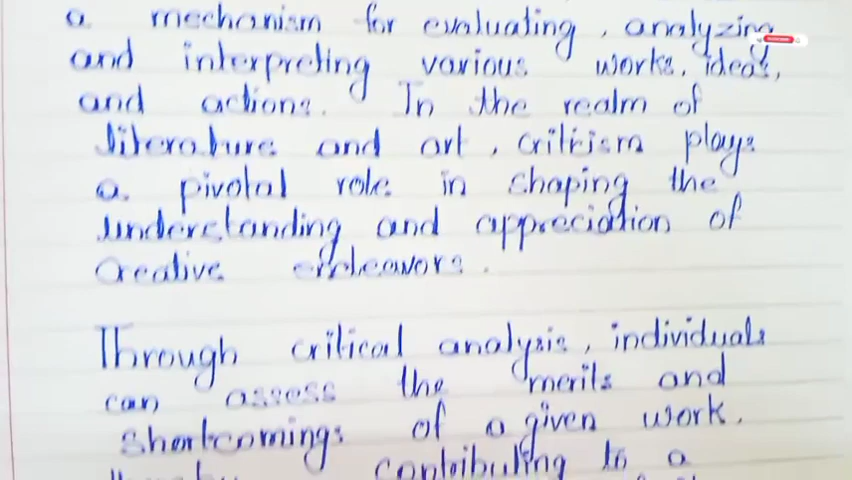 a mechanism for evaluating, analyzing
and interpreting various works, ideas,
and actions. In the realm of
literature and art, criticism plays
a pivotal role in shaping the
understanding and appreciation of
creative endeavors.
Through critical analysis, individuals
can assess the merits and
shortcomings of a given work,
contributing to a